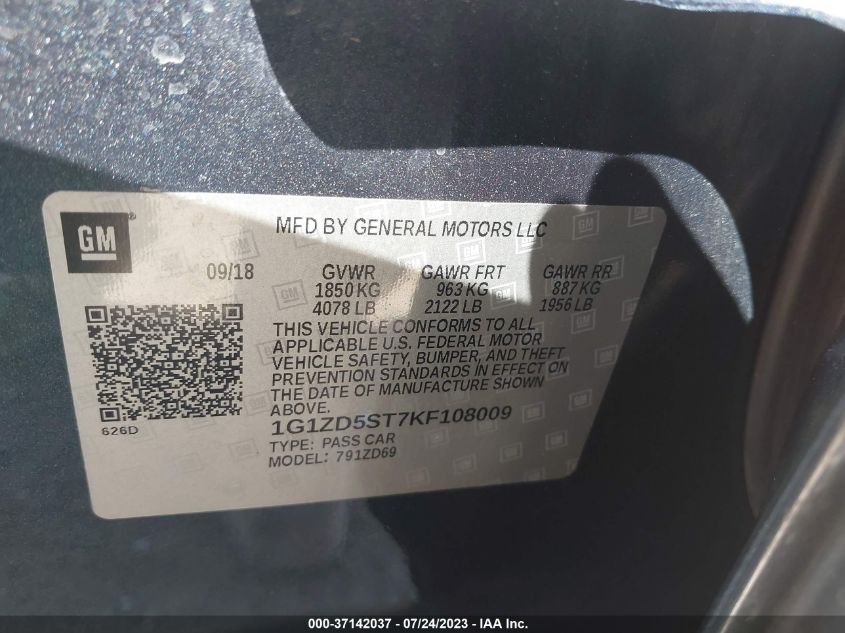 GM
®
MFD BY GENERAL MOTORS LLC
09/18 GVWR GAWR FRT GAWR RR
1850 KG 963 KG 887 KG
4078 LB 2122 LB 1956 LB
THIS VEHICLE CONFORMS TO ALL
APPLICABLE U.S. FEDERAL MOTOR
VEHICLE SAFETY, BUMPER, AND THEFT
PREVENTION STANDARDS IN EFFECT ON
THE DATE OF MANUFACTURE SHOWN
ABOVE.
626D
1G1ZD5ST7KF108009
TYPE: PASS CAR
MODEL: 791ZD69
000-37142037 - 07/24/2023 - IAA Inc.